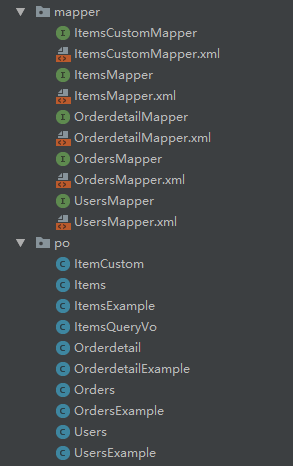 mapper
ItemsCustomMapper
ItemsCustomMapper.xml
ItemsMapper
ItemsMapper.xml
OrderdetailMapper
OrderdetailMapper.xml
OrdersMapper
OrdersMapper.xml
UsersMapper
UsersMapper.xml
po
ItemCustom
Items
ItemsExample
ItemsQueryVo
Orderdetail
OrderdetailExample
Orders
OrdersExample
Users
UsersExample